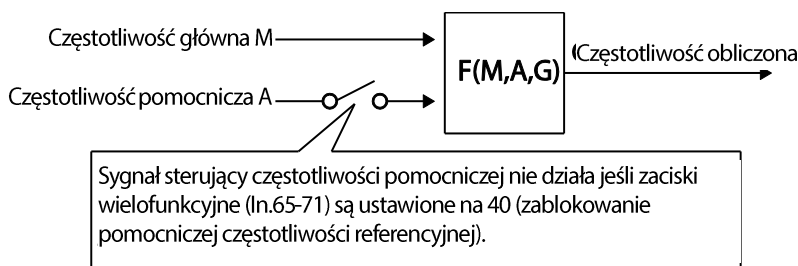 Częstotliwość główna M
F(M,A,G)
(Częstotliwość obliczona
Częstotliwość pomocnicza A
Sygnał sterujący częstotliwości pomocniczej nie działa jeśli zaciski
wielofunkcyjne (In.65-71) są ustawione na 40 (zablokowanie
pomocniczej częstotliwości referencyjnej).